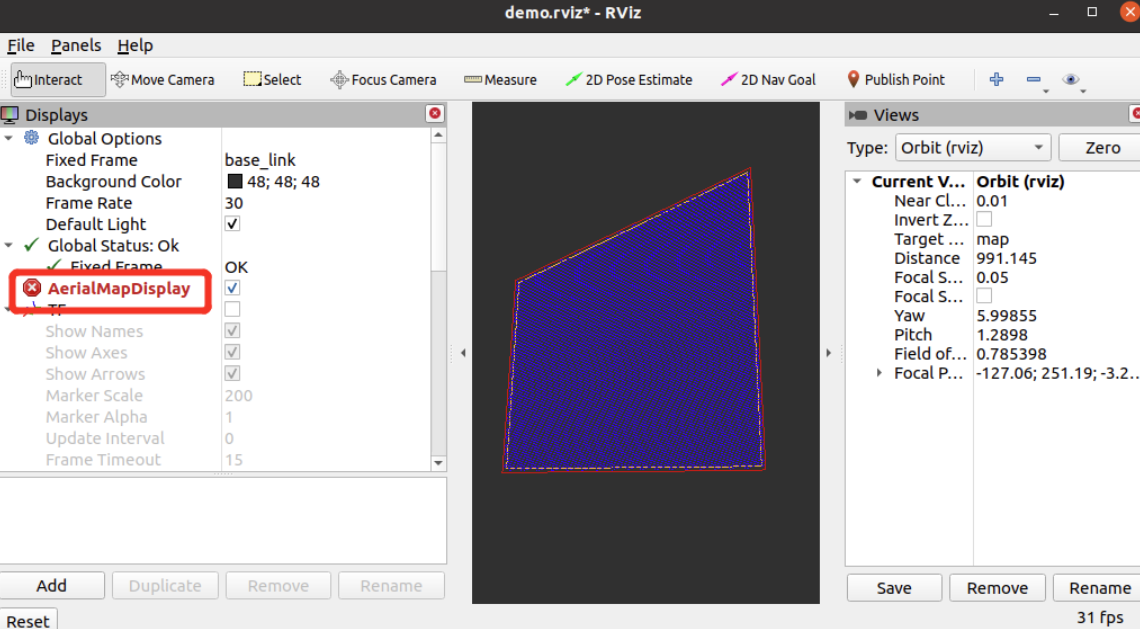 demo.rviz* - RViz
File Panels Help
Interact Move Camera Select Focus Camera Measure 2D Pose Estimate 2D Nav Goal Publish Point
Displays
Global Options
Fixed Frame base_link
Background Color 48; 48; 48
Frame Rate 30
Default Light
Global Status: Ok
Fixed Frame OK
AerialMapDisplay
TF
Show Names
Show Axes
Show Arrows
Marker Scale 200
Marker Alpha 1
Update Interval 0
Frame Timeout 15
Add Duplicate Remove Rename
Reset
Views
Type: Orbit (rviz) Zero
Current V... Orbit (rviz)
Near Cl... 0.01
Invert Z...
Target ... map
Distance 991.145
Focal S... 0.05
Focal S...
Yaw 5.99855
Pitch 1.2898
Field of... 0.785398
Focal P... -127.06; 251.19; -3.2...
Save Remove Rename
31 fps